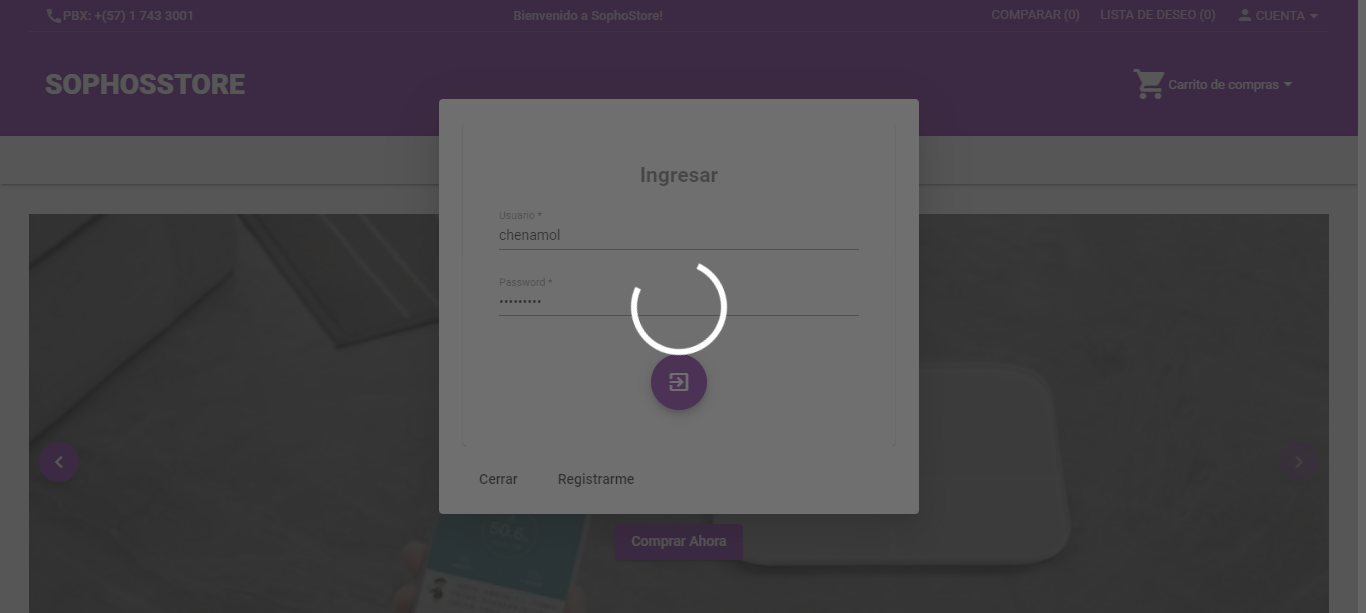 PBX: +(57) 1 743 3001
Bienvenido a SophoStore!
COMPARAR (0)
LISTA DE DESEO (0)
CUENTA
SOPHOSSTORE
Carrito de compras
Ingresar
Usuario *
chenamol
Password *
•••••••••
Cerrar
Registrarme
Comprar Ahora